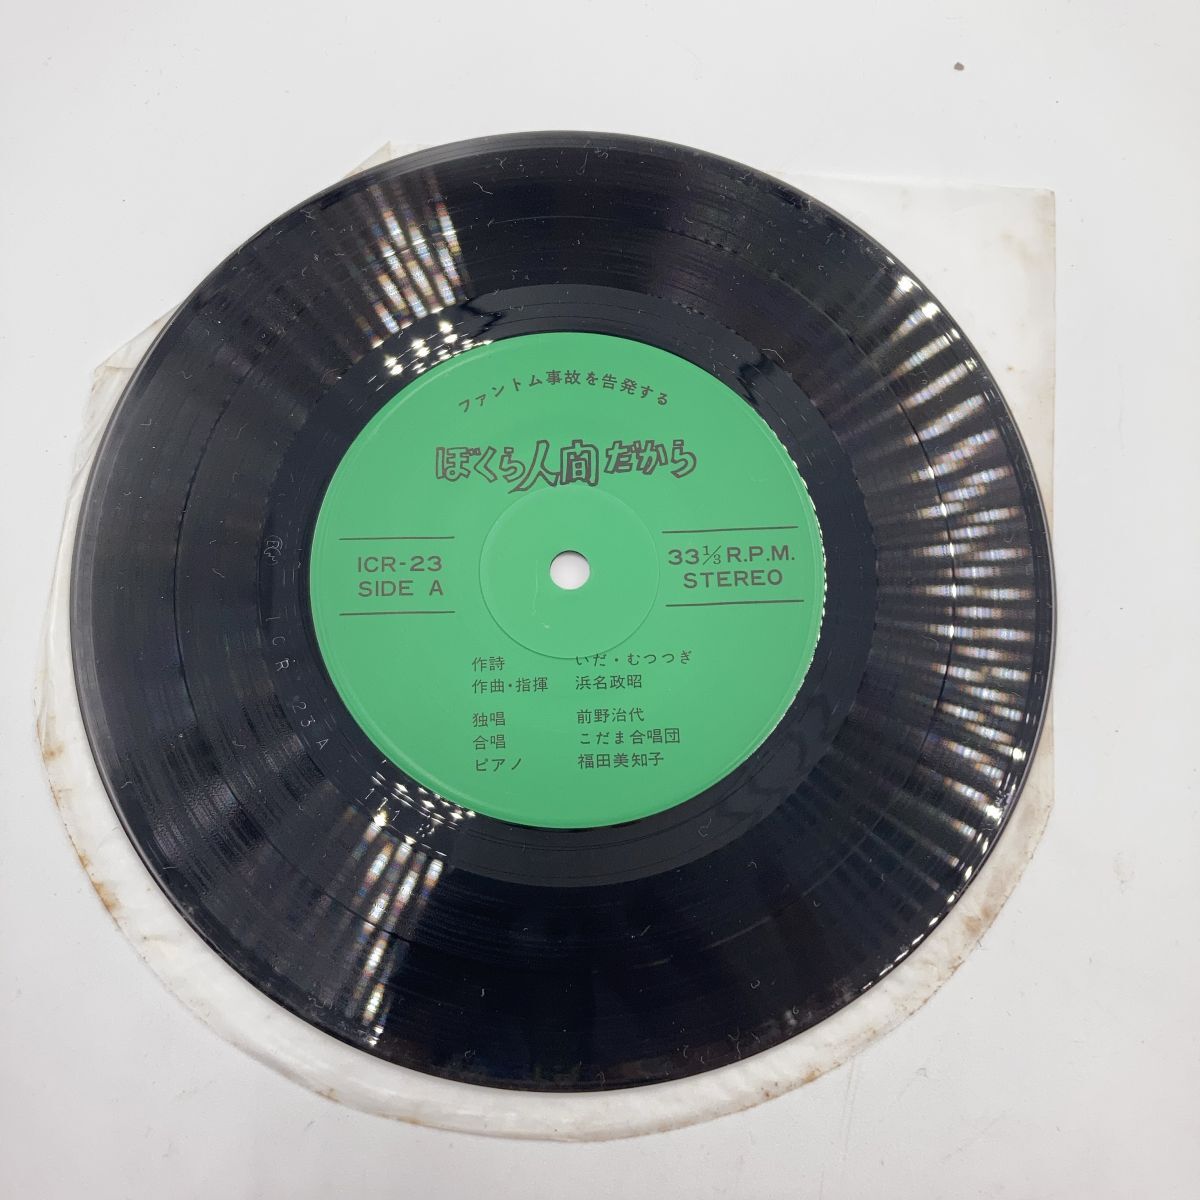 ファントム事故を告発する
ぼくら人間だから
ICR-23
SIDE A
33 1/3 R.P.M.
STEREO
作詩 いだ・むつつぎ
作曲・指揮 浜名政昭
独唱 前野治代
合唱 こだま合唱団
ピアノ 福田美知子
ICR 23 A